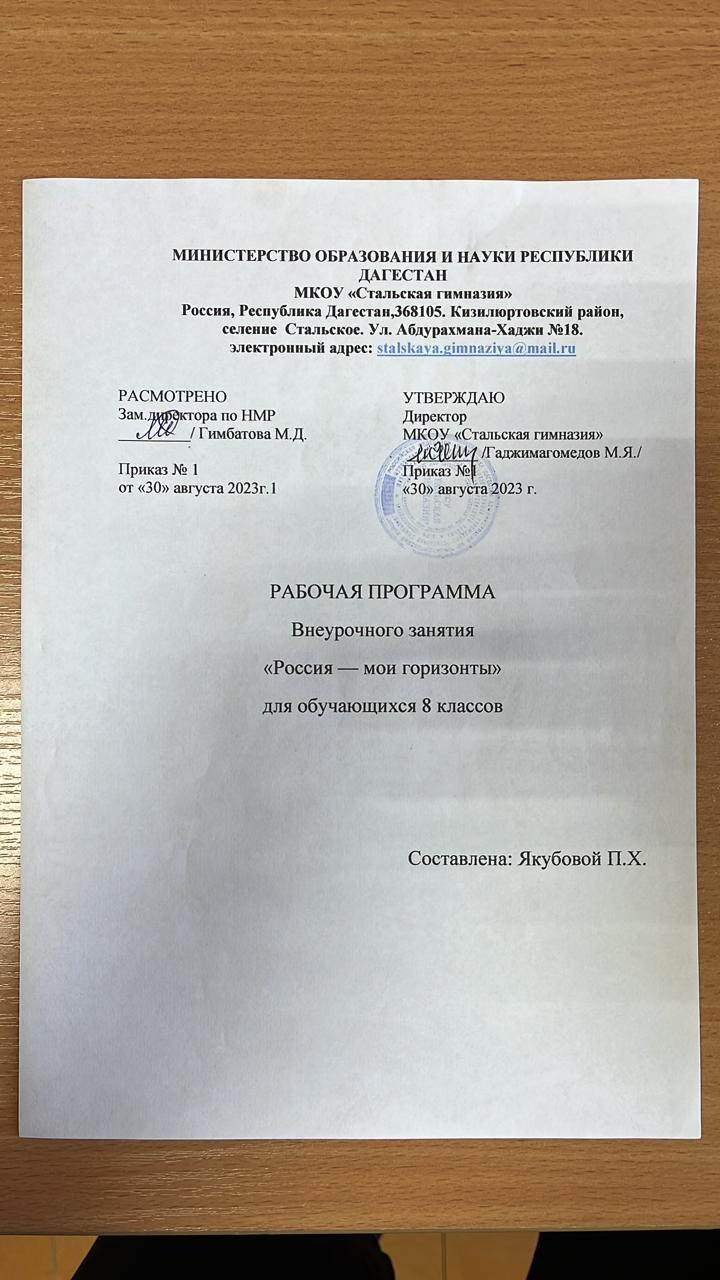 МИНИСТЕРСТВО ОБРАЗОВАНИЯ И НАУКИ РЕСПУБЛИКИ
ДАГЕСТАН
МКОУ «Стальская гимназия»
Россия, Республика Дагестан,368105. Кизилюртовский район,
селение Стальское. Ул. Абдурахмана-Хаджи №18.
электронный адрес: stalskaya.gimnaziya@mail.ru
РАСМОТРЕНО
Зам.директора по НМР
__________/ Гимбатова М.Д.
Приказ № 1
от «30» августа 2023г.1
УТВЕРЖДАЮ
Директор
МКОУ «Стальская гимназия»
__________/Гаджимагомедов М.Я./
Приказ №1
«30» августа 2023 г.
РАБОЧАЯ ПРОГРАММА
Внеурочного занятия
«Россия — мои горизонты»
для обучающихся 8 классов
Составлена: Якубовой П.Х.